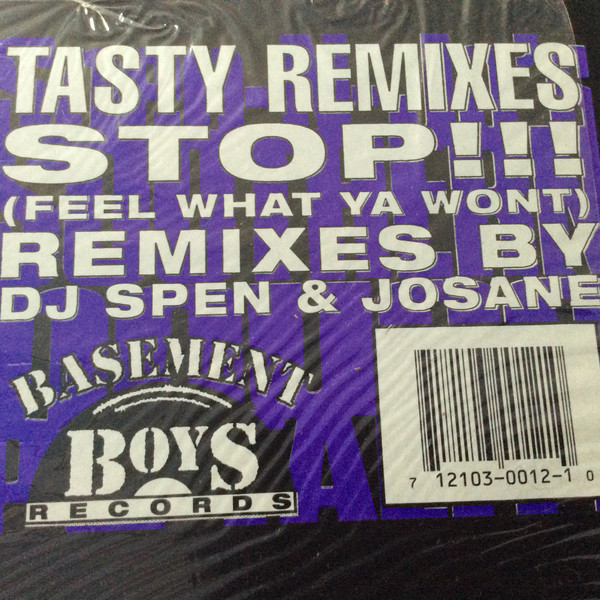 TASTY REMIXES
STOP!!!
(FEEL WHAT YA WONT)
REMIXES BY
DJ SPEN & JOSANE
BASEMENT
BOYS
RECORDS
7 12103-0012-1 0